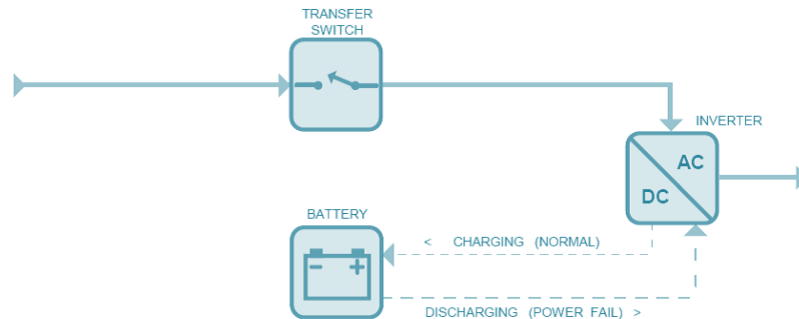 TRANSFER
SWITCH
INVERTER
AC
DC
BATTERY
< CHARGING (NORMAL)
- +
DISCHARGING (POWER FAIL) >